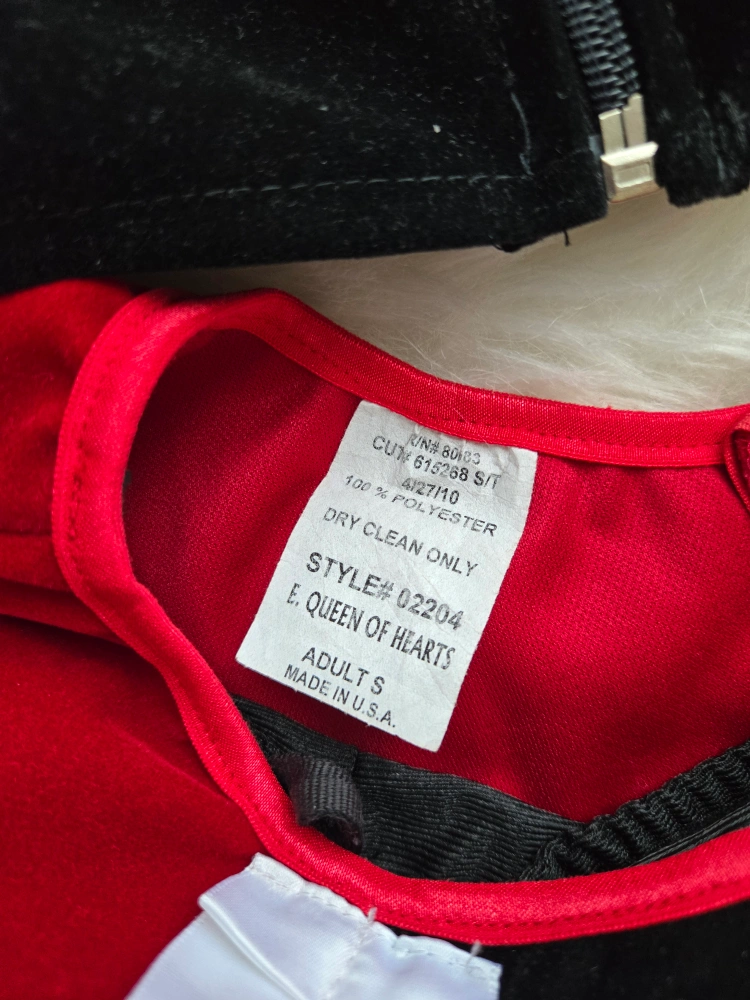 R/N# 80183
CUT# 615268 S/T
4/27/10
100 % POLYESTER
DRY CLEAN ONLY
STYLE# 02204
E. QUEEN OF HEARTS
ADULT S
MADE IN U.S.A.